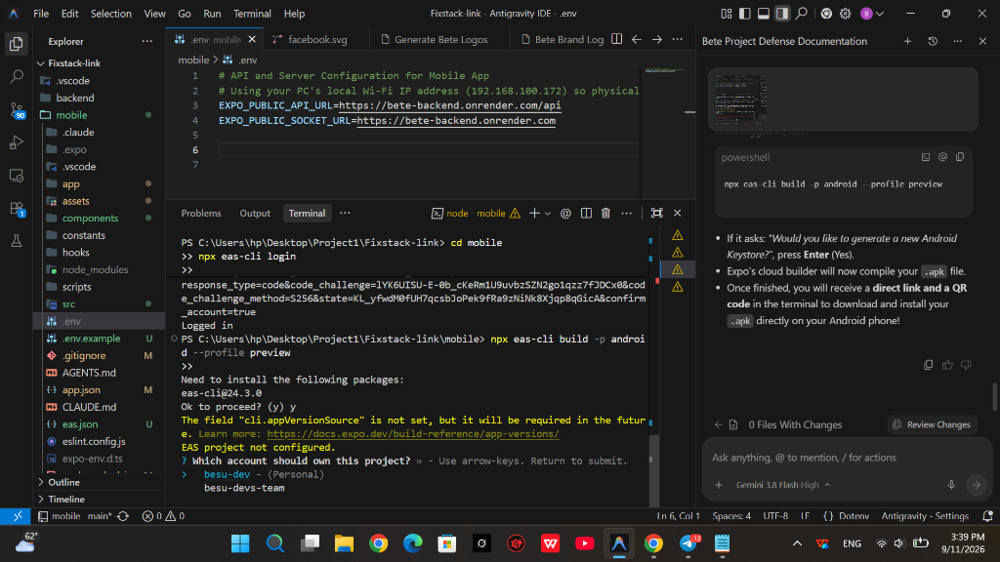 File Edit Selection View Go Run Terminal Help
Fixstack-link - Antigravity IDE - .env
Explorer
Fixstack-link
.vscode
backend
mobile
.claude
.expo
.vscode
app
assets
components
constants
hooks
node_modules
scripts
src
.env
.env.example U
.gitignore M
AGENTS.md
app.json M
CLAUDE.md
eas.json U
eslint.config.js
expo-env.d.ts
Outline
Timeline
90
1
.env mobile
facebook.svg
Generate Bete Logos
Bete Brand Log
mobile > .env
1 # API and Server Configuration for Mobile App
2 # Using your PC's local Wi-Fi IP address (192.168.100.172) so physical
3 EXPO_PUBLIC_API_URL=https://bete-backend.onrender.com/api
4 EXPO_PUBLIC_SOCKET_URL=https://bete-backend.onrender.com
5
6
7
Problems Output Terminal
node - mobile
PS C:\Users\hp\Desktop\Project1\Fixstack-link> cd mobile
>> npx eas-cli login
>>
response_type=code&code_challenge=lYK6UISU-E-0b_cKeRm1U9uvbzSZN2go1qzz7fJDCx0&cod
e_challenge_method=S256&state=KL_yfwdM0fUH7qcsbJoPek9fRa9zNiNk8Xjqp8qGicA&confirm
_account=true
Logged in
PS C:\Users\hp\Desktop\Project1\Fixstack-link\mobile> npx eas-cli build -p androi
d --profile preview
>>
Need to install the following packages:
eas-cli@24.3.0
Ok to proceed? (y) y
The field "cli.appVersionSource" is not set, but it will be required in the futur
e. Learn more: https://docs.expo.dev/build-reference/app-versions/
EAS project not configured.
? Which account should own this project? » - Use arrow-keys. Return to submit.
> besu-dev - (Personal)
besu-devs-team
Bete Project Defense Documentation
powershell
npx eas-cli build -p android --profile preview
• If it asks: "Would you like to generate a new Android
Keystore?", press Enter (Yes).
• Expo's cloud builder will now compile your .apk file.
• Once finished, you will receive a direct link and a QR
code in the terminal to download and install your
.apk directly on your Android phone!
0 Files With Changes
Review Changes
Ask anything, @ to mention, / for actions
Gemini 3.8 Flash High
mobile main* 0 0
Ln 6, Col 1 Spaces: 4 UTF-8 LF {} Dotenv Antigravity - Settings
62°
12
ENG
3:39 PM
9/11/2026